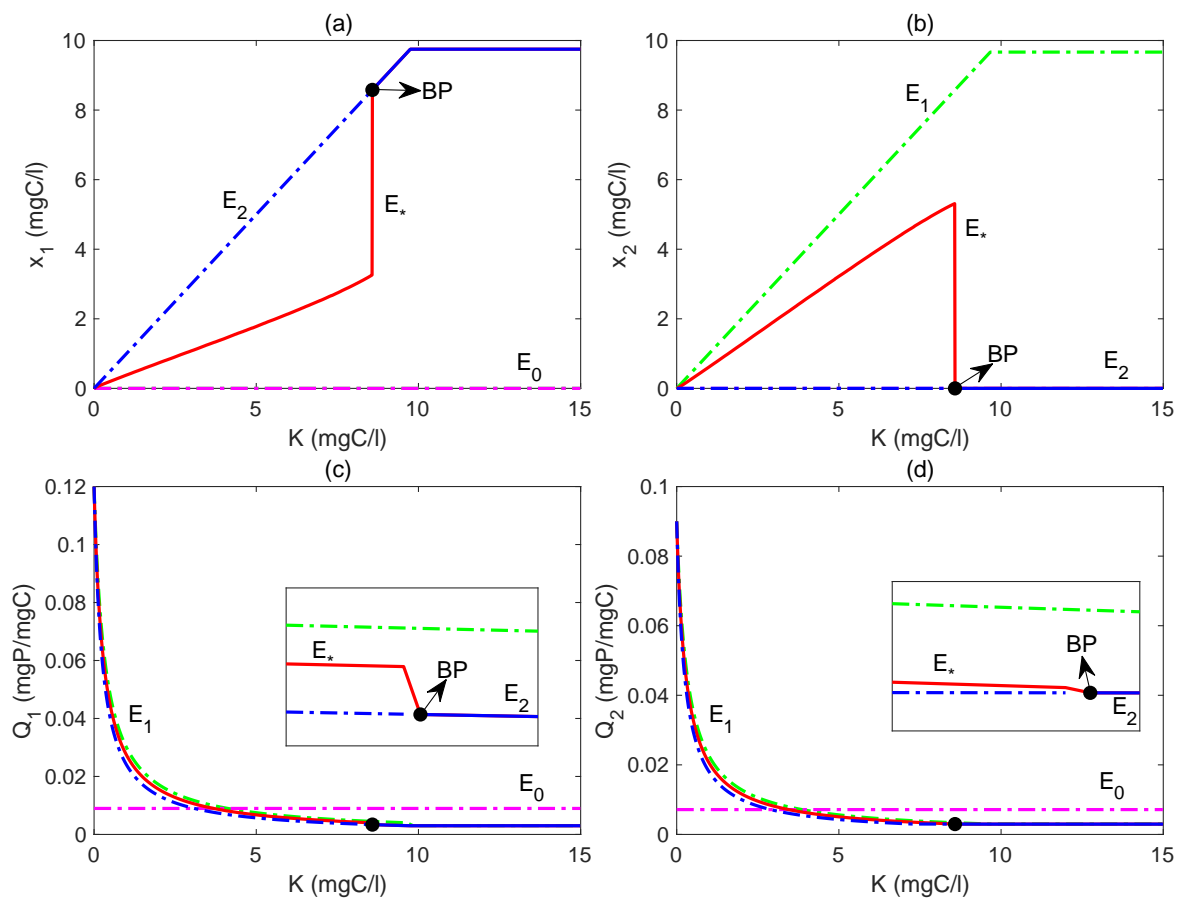 (a)
10
8
6
4
2
0
0
5
10
15
x1 (mgC/l)
K (mgC/l)
E2
BP
E*
E0
(b)
10
8
6
4
2
0
0
5
10
15
x2 (mgC/l)
K (mgC/l)
E1
E*
BP
E2
(c)
0.12
0.1
0.08
0.06
0.04
0.02
0
0
5
10
15
Q1 (mgP/mgC)
K (mgC/l)
E*
BP
E2
E1
E0
(d)
0.1
0.08
0.06
0.04
0.02
0
0
5
10
15
Q2 (mgP/mgC)
K (mgC/l)
BP
E*
E2
E1
E0